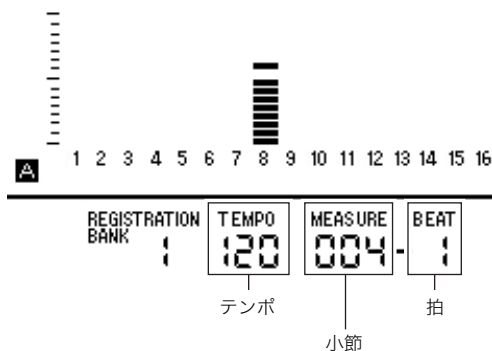 A 1 2 3 4 5 6 7 8 9 10 11 12 13 14 15 16
REGISTRATION BANK 1 TEMPO 120 MEASURE 004 - BEAT 1
テンポ
小節
拍